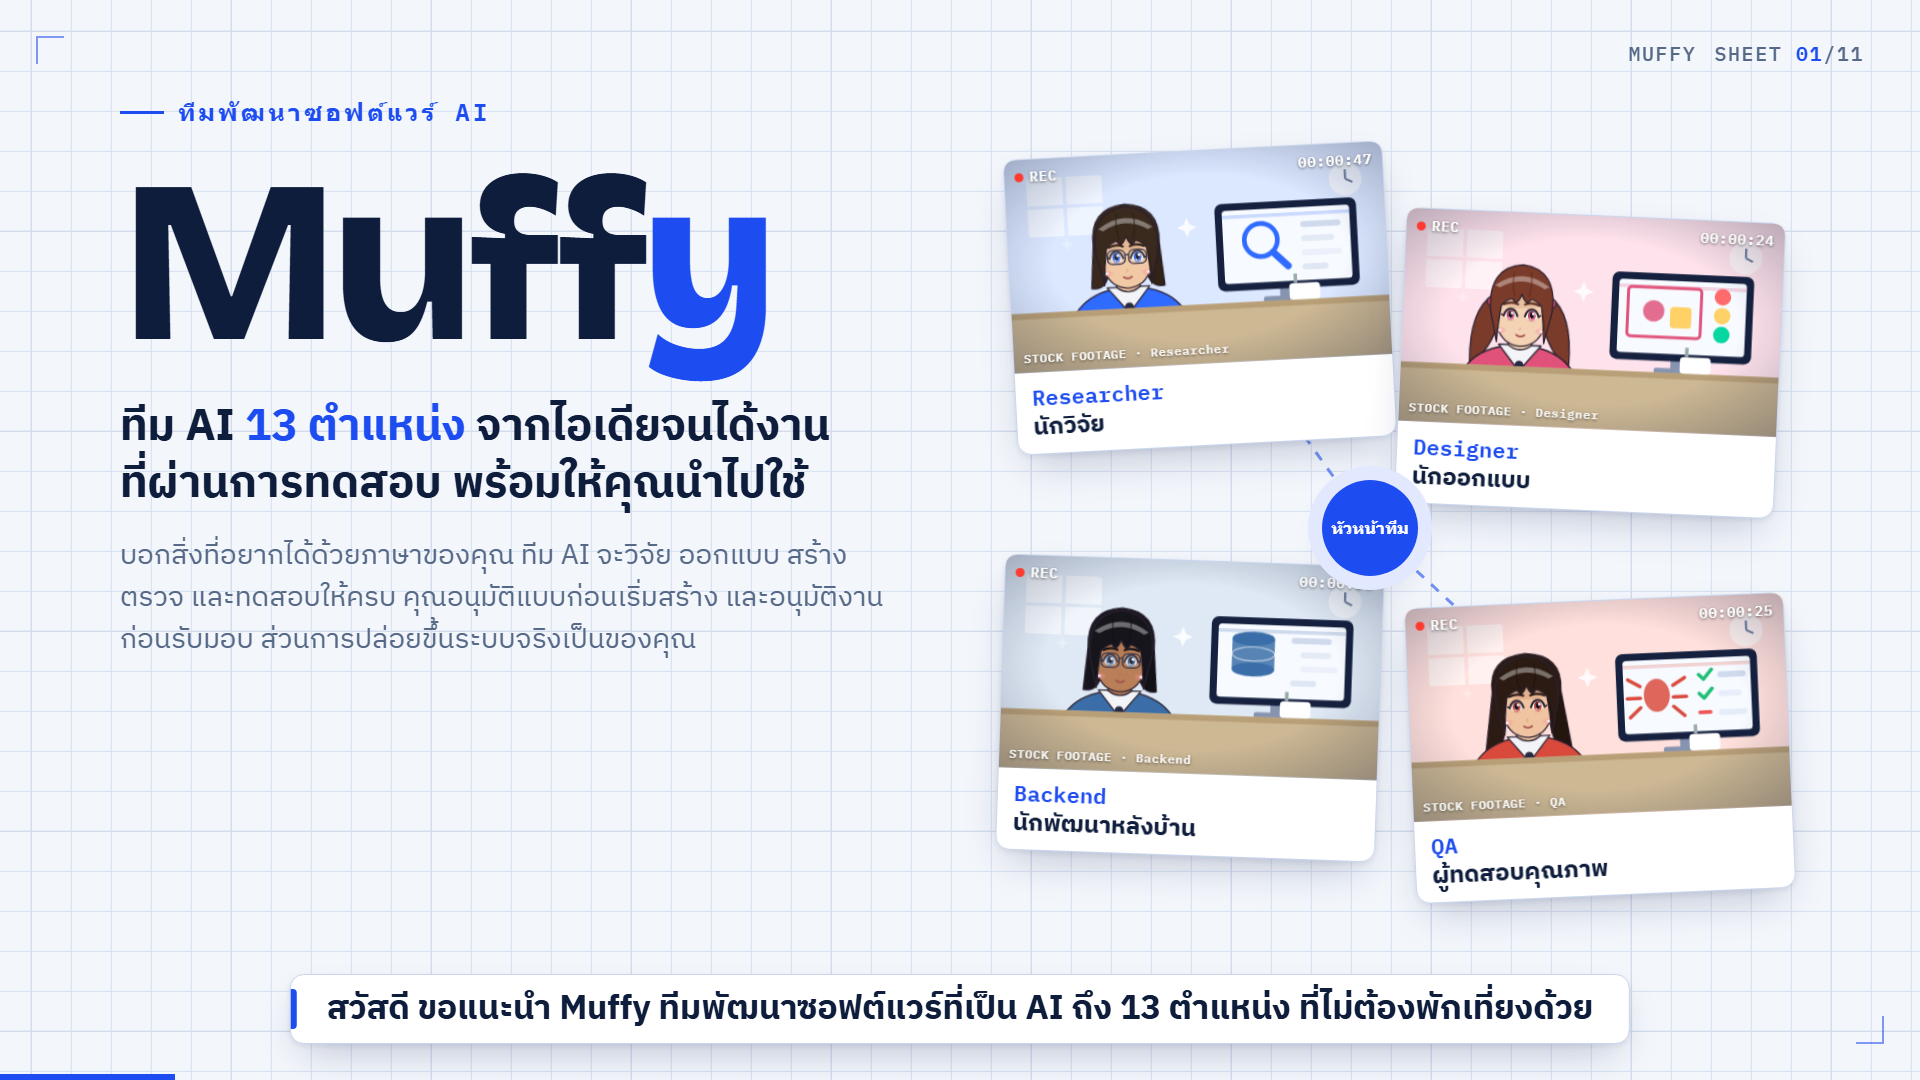 MUFFY SHEET 01/11
ทีมพัฒนาซอฟต์แวร์ AI
Muffy
ทีม AI 13 ตำแหน่ง จากไอเดียจนได้งาน
ที่ผ่านการทดสอบ พร้อมให้คุณนำไปใช้
บอกสิ่งที่อยากได้ด้วยภาษาของคุณ ทีม AI จะวิจัย ออกแบบ สร้าง
ตรวจ และทดสอบให้ครบ คุณอนุมัติแบบก่อนเริ่มสร้าง และอนุมัติงาน
ก่อนรับมอบ ส่วนการปล่อยขึ้นระบบจริงเป็นของคุณ
REC 00:00:47
STOCK FOOTAGE · Researcher
Researcher
นักวิจัย
REC 00:00:24
STOCK FOOTAGE · Designer
Designer
นักออกแบบ
หัวหน้าทีม
REC
STOCK FOOTAGE · Backend
Backend
นักพัฒนาหลังบ้าน
REC 00:00:25
STOCK FOOTAGE · QA
QA
ผู้ทดสอบคุณภาพ
สวัสดี ขอแนะนำ Muffy ทีมพัฒนาซอฟต์แวร์ที่เป็น AI ถึง 13 ตำแหน่ง ที่ไม่ต้องพักเที่ยงด้วย